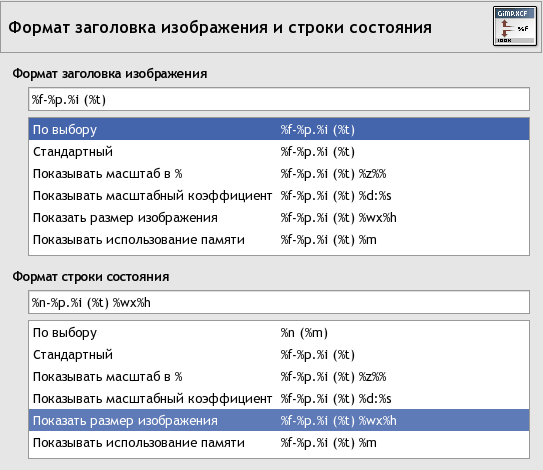 Формат заголовка изображения и строки состояния
GIMP.XCF
%F
100K
Формат заголовка изображения
%f-%p.%i (%t)
По выбору %f-%p.%i (%t)
Стандартный %f-%p.%i (%t)
Показывать масштаб в % %f-%p.%i (%t) %z%%
Показывать масштабный коэффициент %f-%p.%i (%t) %d:%s
Показать размер изображения %f-%p.%i (%t) %wx%h
Показывать использование памяти %f-%p.%i (%t) %m
Формат строки состояния
%n-%p.%i (%t) %wx%h
По выбору %n (%m)
Стандартный %f-%p.%i (%t)
Показывать масштаб в % %f-%p.%i (%t) %z%%
Показывать масштабный коэффициент %f-%p.%i (%t) %d:%s
Показать размер изображения %f-%p.%i (%t) %wx%h
Показывать использование памяти %f-%p.%i (%t) %m